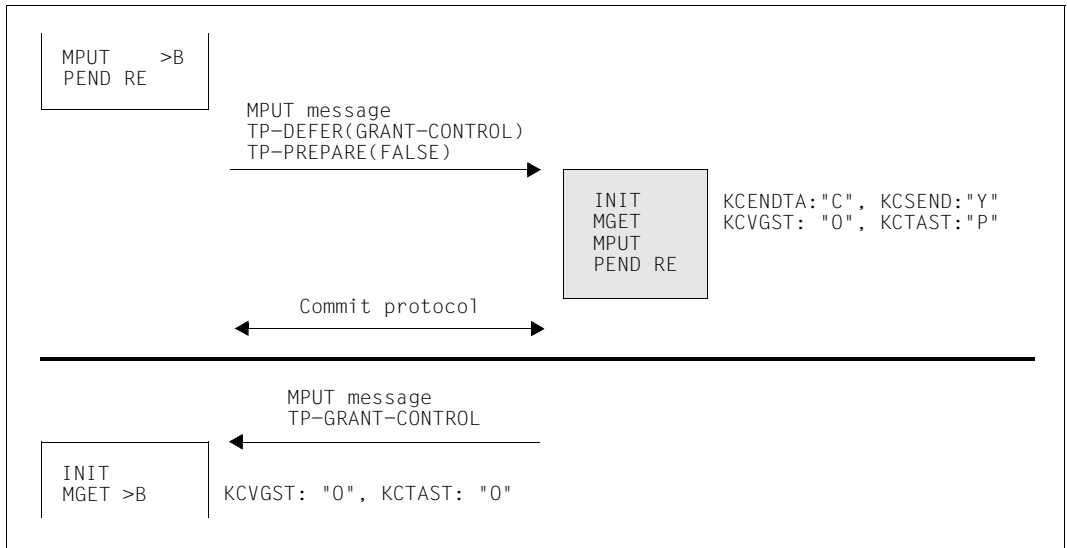 MPUT >B
PEND RE
MPUT message
TP-DEFER(GRANT-CONTROL)
TP-PREPARE(FALSE)
INIT
MGET
MPUT
PEND RE
KCENDTA:"C", KCSEND:"Y"
KCVGST: "O", KCTAST:"P"
Commit protocol
MPUT message
TP-GRANT-CONTROL
INIT
MGET >B
KCVGST: "O", KCTAST: "O"